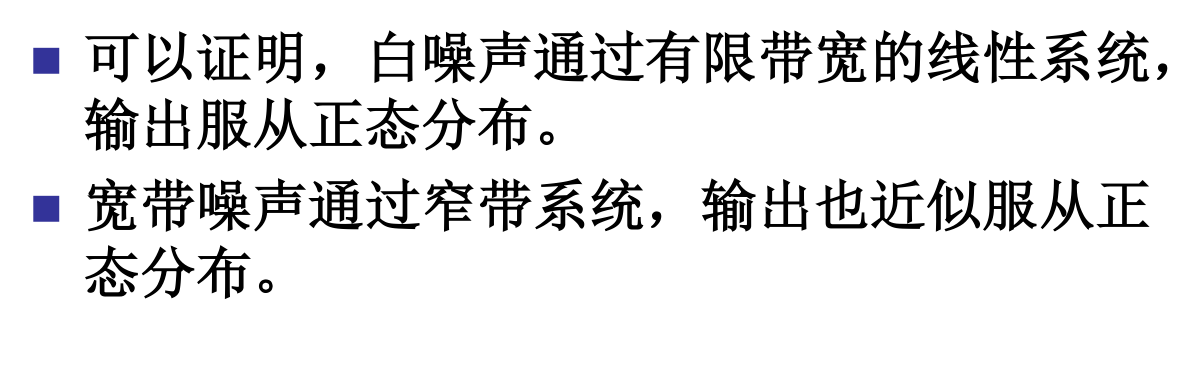 可以证明，白噪声通过有限带宽的线性系统，
输出服从正态分布。
宽带噪声通过窄带系统，输出也近似服从正
态分布。